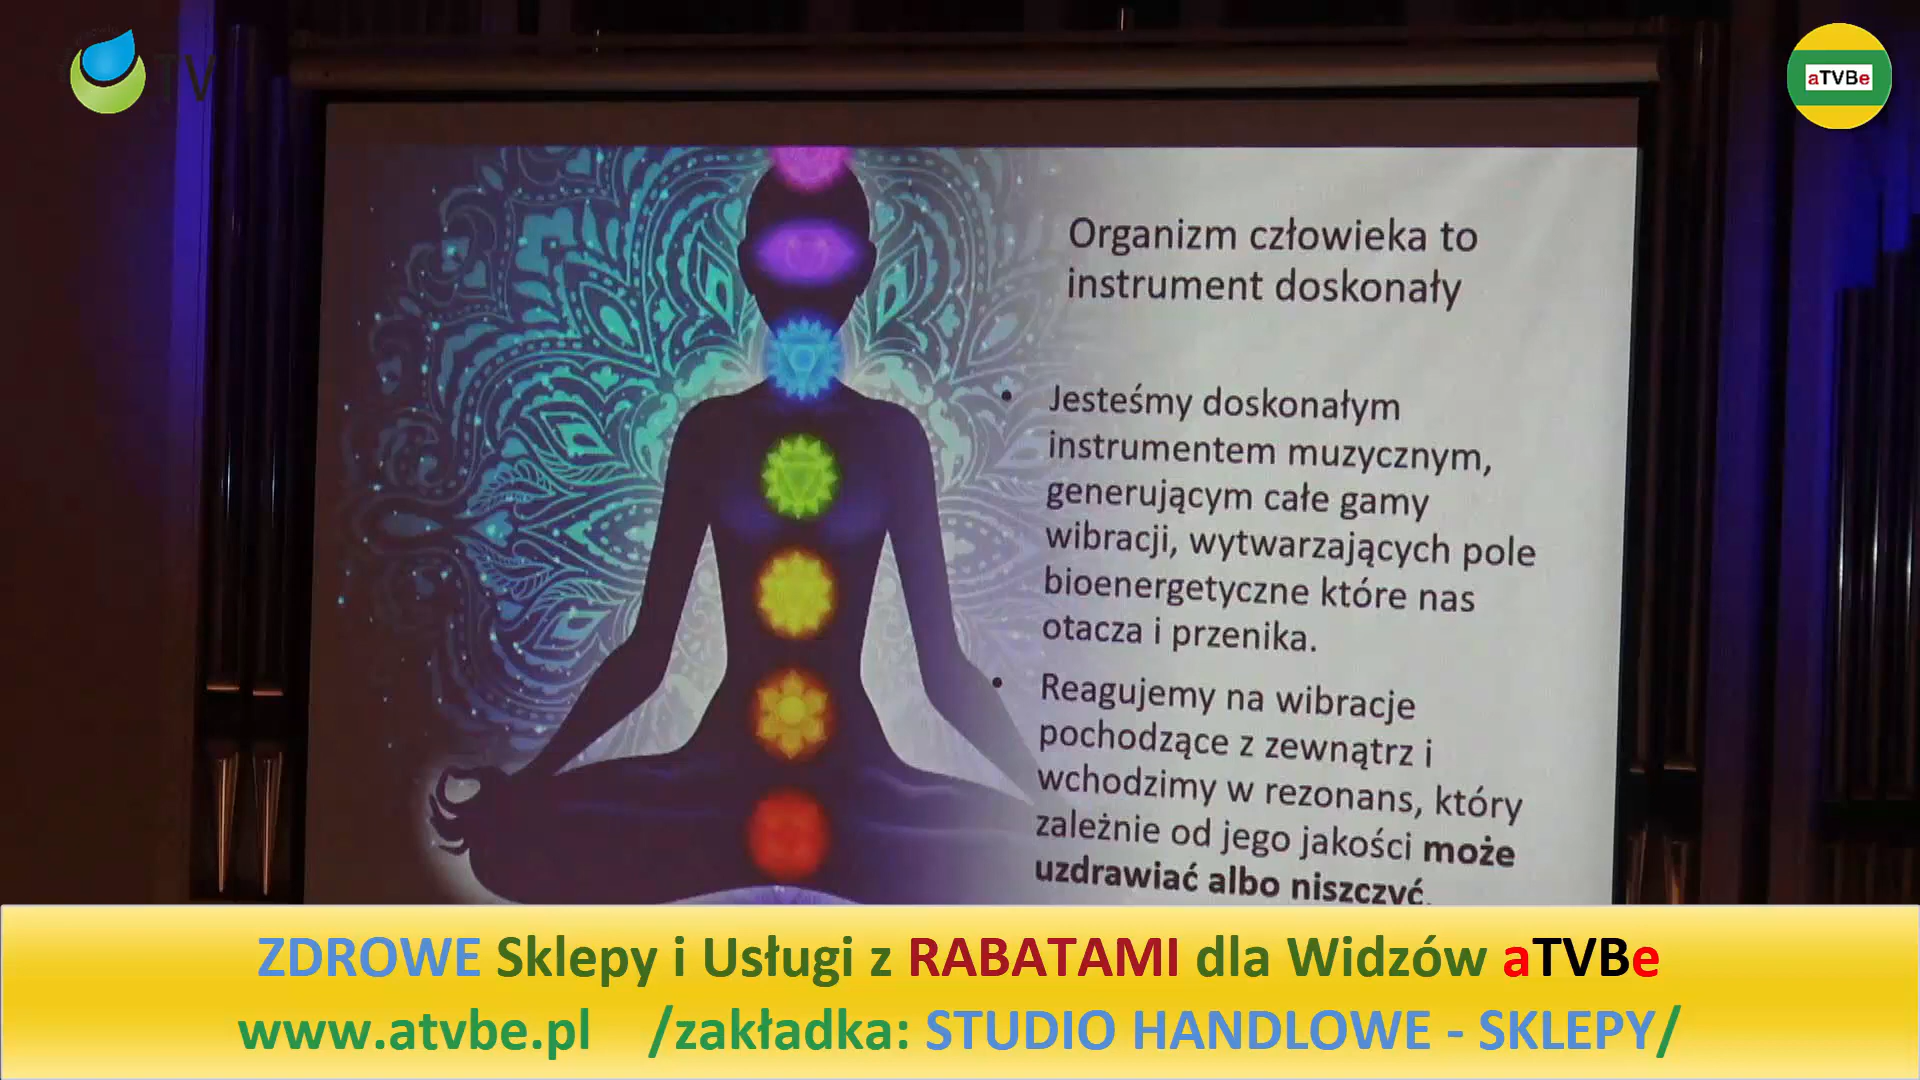 TV
aTVBe
Organizm człowieka to
instrument doskonały
• Jesteśmy doskonałym
instrumentem muzycznym,
generującym całe gamy
wibracji, wytwarzających pole
bioenergetyczne które nas
otacza i przenika.
• Reagujemy na wibracje
pochodzące z zewnątrz i
wchodzimy w rezonans, który
zależnie od jego jakości może
uzdrawiać albo niszczyć.
ZDROWE Sklepy i Usługi z RABATAMI dla Widzów aTVBe
www.atvbe.pl /zakładka: STUDIO HANDLOWE - SKLEPY/